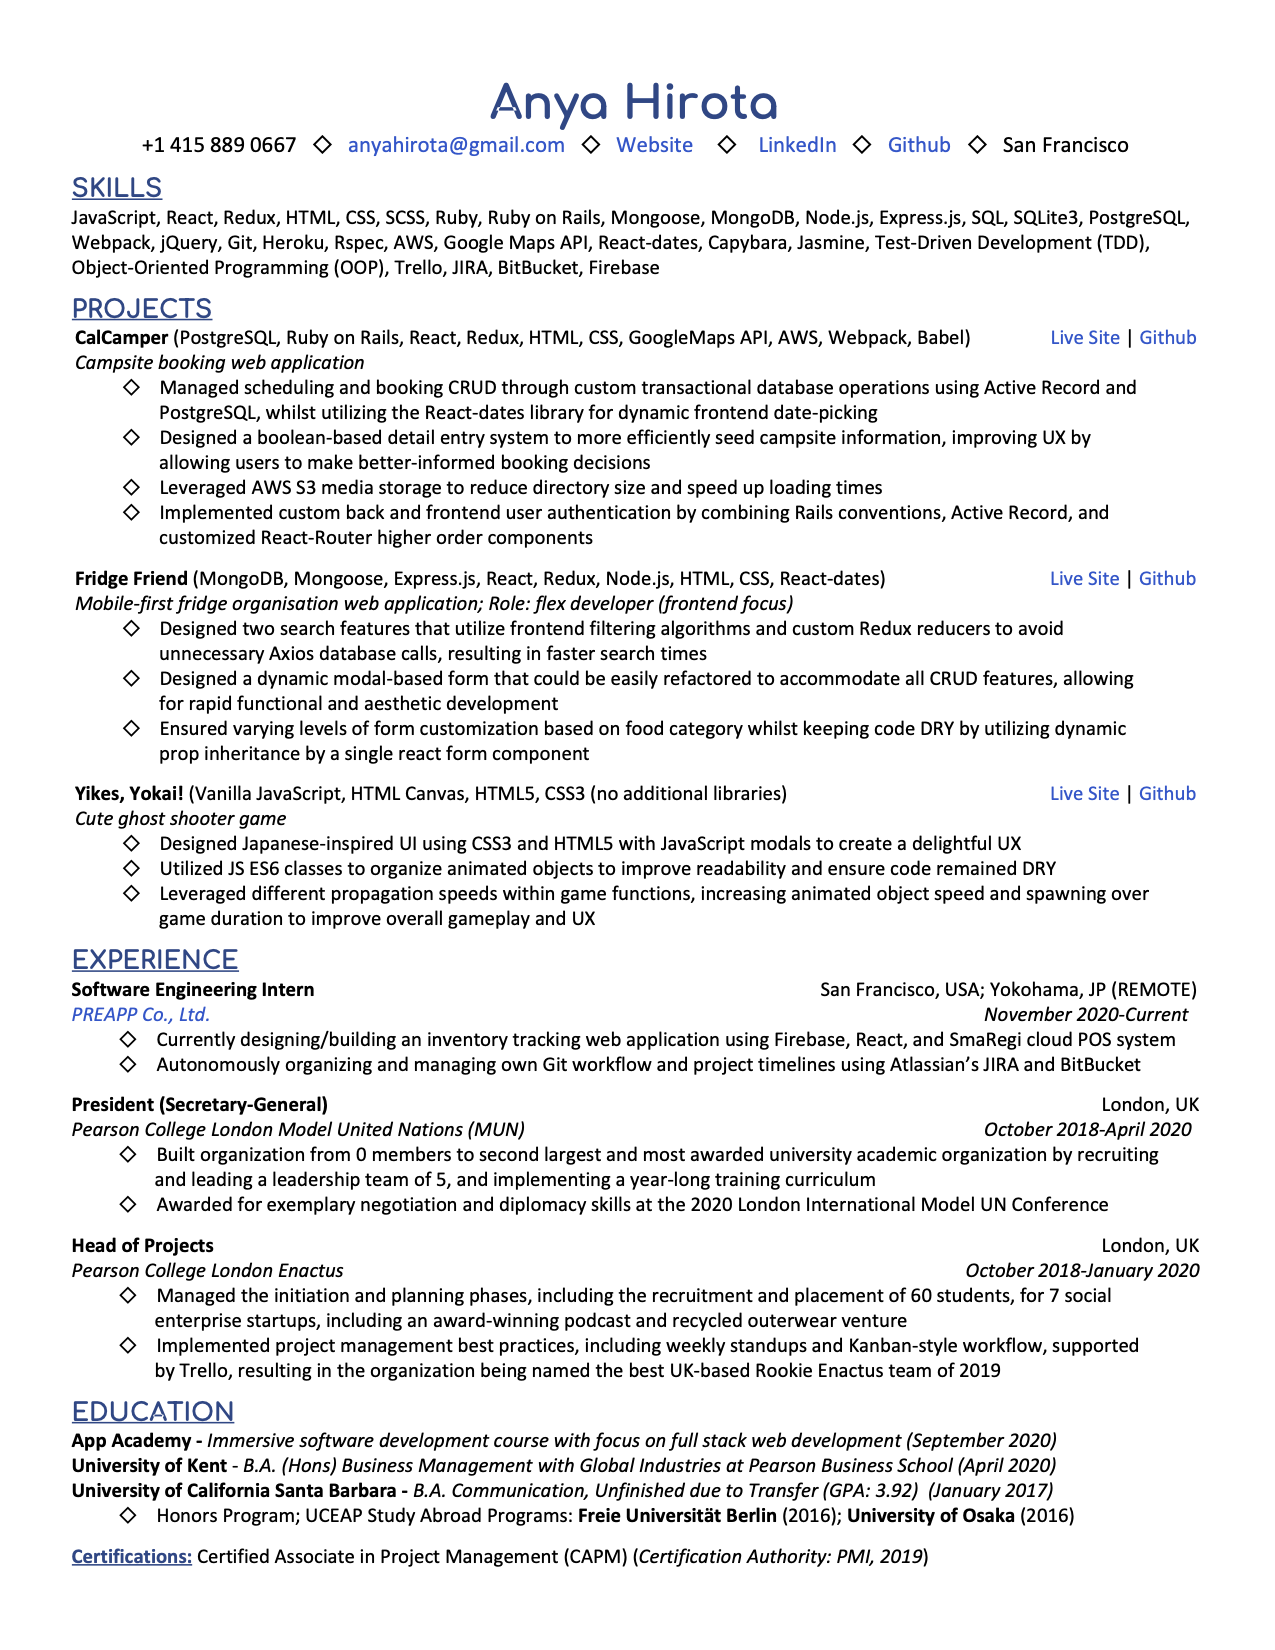 Anya Hirota
+1 415 889 0667 ◇ anyahirota@gmail.com ◇ Website ◇ LinkedIn ◇ Github ◇ San Francisco
SKILLS
JavaScript, React, Redux, HTML, CSS, SCSS, Ruby, Ruby on Rails, Mongoose, MongoDB, Node.js, Express.js, SQL, SQLite3, PostgreSQL,
Webpack, jQuery, Git, Heroku, Rspec, AWS, Google Maps API, React-dates, Capybara, Jasmine, Test-Driven Development (TDD),
Object-Oriented Programming (OOP), Trello, JIRA, BitBucket, Firebase
PROJECTS
CalCamper (PostgreSQL, Ruby on Rails, React, Redux, HTML, CSS, GoogleMaps API, AWS, Webpack, Babel) Live Site | Github
Campsite booking web application
◇ Managed scheduling and booking CRUD through custom transactional database operations using Active Record and
PostgreSQL, whilst utilizing the React-dates library for dynamic frontend date-picking
◇ Designed a boolean-based detail entry system to more efficiently seed campsite information, improving UX by
allowing users to make better-informed booking decisions
◇ Leveraged AWS S3 media storage to reduce directory size and speed up loading times
◇ Implemented custom back and frontend user authentication by combining Rails conventions, Active Record, and
customized React-Router higher order components
Fridge Friend (MongoDB, Mongoose, Express.js, React, Redux, Node.js, HTML, CSS, React-dates) Live Site | Github
Mobile-first fridge organisation web application; Role: flex developer (frontend focus)
◇ Designed two search features that utilize frontend filtering algorithms and custom Redux reducers to avoid
unnecessary Axios database calls, resulting in faster search times
◇ Designed a dynamic modal-based form that could be easily refactored to accommodate all CRUD features, allowing
for rapid functional and aesthetic development
◇ Ensured varying levels of form customization based on food category whilst keeping code DRY by utilizing dynamic
prop inheritance by a single react form component
Yikes, Yokai! (Vanilla JavaScript, HTML Canvas, HTML5, CSS3 (no additional libraries) Live Site | Github
Cute ghost shooter game
◇ Designed Japanese-inspired UI using CSS3 and HTML5 with JavaScript modals to create a delightful UX
◇ Utilized JS ES6 classes to organize animated objects to improve readability and ensure code remained DRY
◇ Leveraged different propagation speeds within game functions, increasing animated object speed and spawning over
game duration to improve overall gameplay and UX
EXPERIENCE
Software Engineering Intern San Francisco, USA; Yokohama, JP (REMOTE)
PREAPP Co., Ltd. November 2020-Current
◇ Currently designing/building an inventory tracking web application using Firebase, React, and SmaRegi cloud POS system
◇ Autonomously organizing and managing own Git workflow and project timelines using Atlassian’s JIRA and BitBucket
President (Secretary-General) London, UK
Pearson College London Model United Nations (MUN) October 2018-April 2020
◇ Built organization from 0 members to second largest and most awarded university academic organization by recruiting
and leading a leadership team of 5, and implementing a year-long training curriculum
◇ Awarded for exemplary negotiation and diplomacy skills at the 2020 London International Model UN Conference
Head of Projects London, UK
Pearson College London Enactus October 2018-January 2020
◇ Managed the initiation and planning phases, including the recruitment and placement of 60 students, for 7 social
enterprise startups, including an award-winning podcast and recycled outerwear venture
◇ Implemented project management best practices, including weekly standups and Kanban-style workflow, supported
by Trello, resulting in the organization being named the best UK-based Rookie Enactus team of 2019
EDUCATION
App Academy - Immersive software development course with focus on full stack web development (September 2020)
University of Kent - B.A. (Hons) Business Management with Global Industries at Pearson Business School (April 2020)
University of California Santa Barbara - B.A. Communication, Unfinished due to Transfer (GPA: 3.92) (January 2017)
◇ Honors Program; UCEAP Study Abroad Programs: Freie Universität Berlin (2016); University of Osaka (2016)
Certifications: Certified Associate in Project Management (CAPM) (Certification Authority: PMI, 2019)